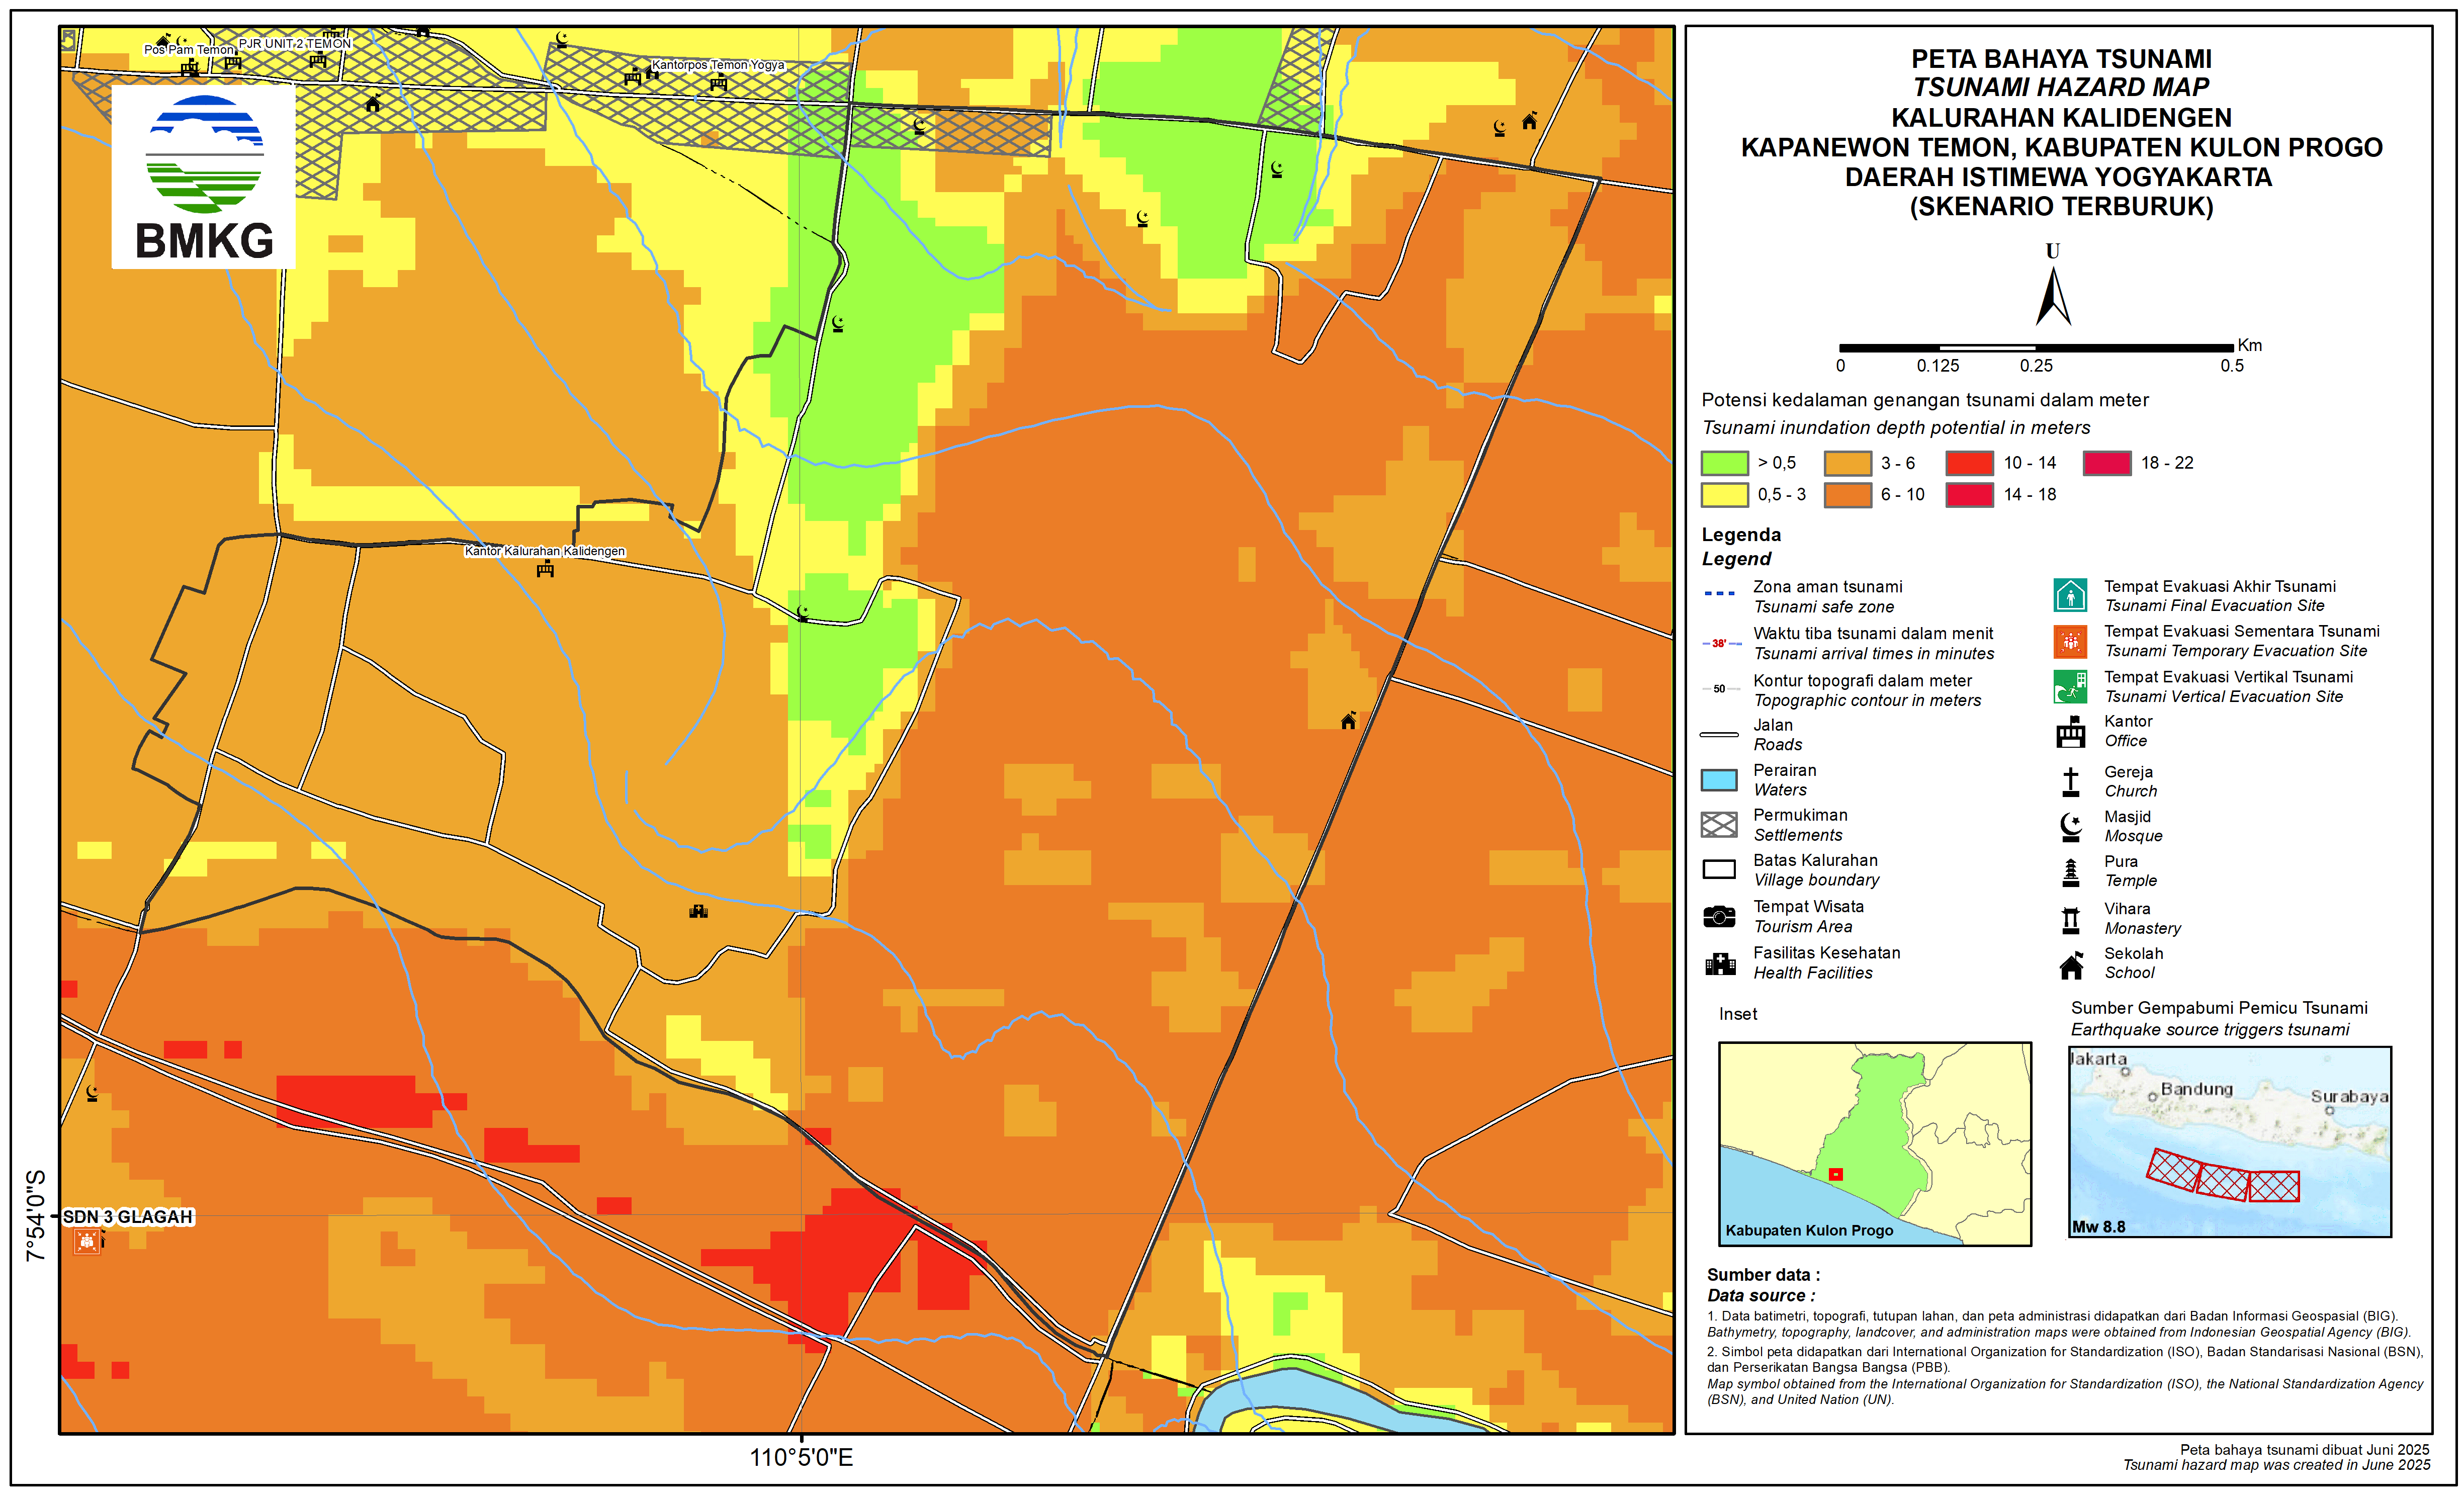 Pos Pam Temon
PJR UNIT 2 TEMON
Kantorpos Temon Yogya
BMKG
Kantor Kalurahan Kalidengen
SDN 3 GLAGAH
7°54'0"S
110°5'0"E
PETA BAHAYA TSUNAMI
TSUNAMI HAZARD MAP
KALURAHAN KALIDENGEN
KAPANEWON TEMON, KABUPATEN KULON PROGO
DAERAH ISTIMEWA YOGYAKARTA
(SKENARIO TERBURUK)
U
Km
0 0.125 0.25 0.5
Potensi kedalaman genangan tsunami dalam meter
Tsunami inundation depth potential in meters
> 0,5 3 - 6 10 - 14 18 - 22
0,5 - 3 6 - 10 14 - 18
Legenda
Legend
Zona aman tsunami
Tsunami safe zone
38'
Waktu tiba tsunami dalam menit
Tsunami arrival times in minutes
50
Kontur topografi dalam meter
Topographic contour in meters
Jalan
Roads
Perairan
Waters
Permukiman
Settlements
Batas Kalurahan
Village boundary
Tempat Wisata
Tourism Area
Fasilitas Kesehatan
Health Facilities
Tempat Evakuasi Akhir Tsunami
Tsunami Final Evacuation Site
Tempat Evakuasi Sementara Tsunami
Tsunami Temporary Evacuation Site
Tempat Evakuasi Vertikal Tsunami
Tsunami Vertical Evacuation Site
Kantor
Office
Gereja
Church
Masjid
Mosque
Pura
Temple
Vihara
Monastery
Sekolah
School
Inset
Kabupaten Kulon Progo
Sumber Gempabumi Pemicu Tsunami
Earthquake source triggers tsunami
Jakarta
Bandung
Surabaya
Mw 8.8
Sumber data :
Data source :
1. Data batimetri, topografi, tutupan lahan, dan peta administrasi didapatkan dari Badan Informasi Geospasial (BIG).
Bathymetry, topography, landcover, and administration maps were obtained from Indonesian Geospatial Agency (BIG).
2. Simbol peta didapatkan dari International Organization for Standardization (ISO), Badan Standarisasi Nasional (BSN),
dan Perserikatan Bangsa Bangsa (PBB).
Map symbol obtained from the International Organization for Standardization (ISO), the National Standardization Agency
(BSN), and United Nation (UN).
Peta bahaya tsunami dibuat Juni 2025
Tsunami hazard map was created in June 2025